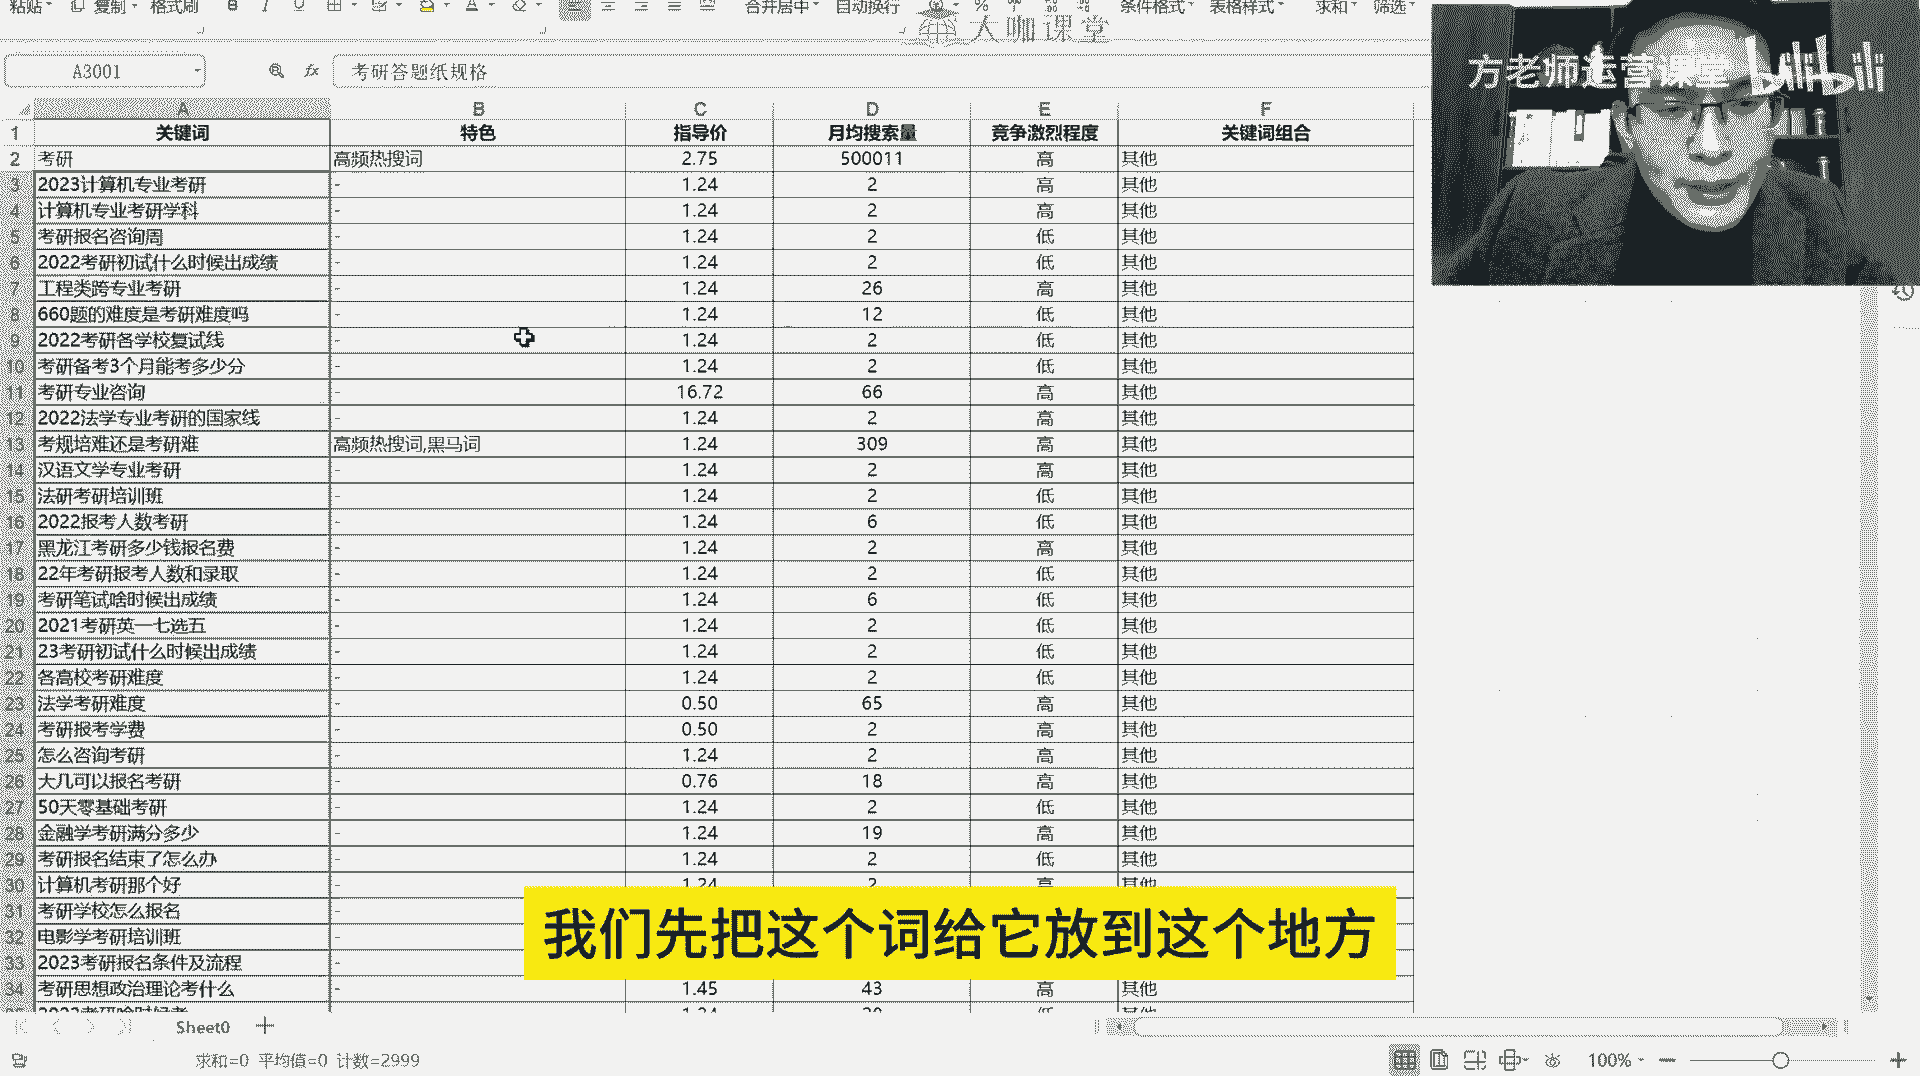 粘贴 复制 格式刷 B I U A 合并居中 自动换行 % 条件格式 表格样式 求和 筛选
大咖课堂
方老师运营课堂 bilibili
A3001 fx 考研答题纸规格
A B C D E F
1 关键词 特色 指导价 月均搜索量 竞争激烈程度 关键词组合
2 考研 高频热搜词 2.75 500011 高 其他
3 2023计算机专业考研 - 1.24 2 高 其他
4 计算机专业考研学科 - 1.24 2 高 其他
5 考研报名咨询周 - 1.24 2 低 其他
6 2022考研初试什么时候出成绩 - 1.24 2 低 其他
7 工程类跨专业考研 - 1.24 26 高 其他
8 660题的难度是考研难度吗 - 1.24 12 低 其他
9 2022考研各学校复试线 - 1.24 2 低 其他
10 考研备考3个月能考多少分 - 1.24 2 低 其他
11 考研专业咨询 - 16.72 66 高 其他
12 2022法学专业考研的国家线 - 1.24 2 高 其他
13 考规培难还是考研难 高频热搜词,黑马词 1.24 309 高 其他
14 汉语文学专业考研 - 1.24 2 高 其他
15 法研考研培训班 - 1.24 2 低 其他
16 2022报考人数考研 - 1.24 6 低 其他
17 黑龙江考研多少钱报名费 - 1.24 2 高 其他
18 22年考研报考人数和录取 - 1.24 2 低 其他
19 考研笔试啥时候出成绩 - 1.24 6 低 其他
20 2021考研英一七选五 - 1.24 2 低 其他
21 23考研初试什么时候出成绩 - 1.24 2 低 其他
22 各高校考研难度 - 1.24 2 低 其他
23 法学考研难度 - 0.50 65 高 其他
24 考研报考学费 - 0.50 2 高 其他
25 怎么咨询考研 - 1.24 2 高 其他
26 大几可以报名考研 - 0.76 18 高 其他
27 50天零基础考研 - 1.24 2 低 其他
28 金融学考研满分多少 - 1.24 19 高 其他
29 考研报名结束了怎么办 - 1.24 2 低 其他
30 计算机考研那个好 - 1.24 2 高 其他
31 考研学校怎么报名 -
32 电影学考研培训班 -
33 2023考研报名条件及流程 -
34 考研思想政治理论考什么 - 1.45 43 高 其他
我们先把这个词给它放到这个地方
Sheet0
求和=0 平均值=0 计数=2999
100%